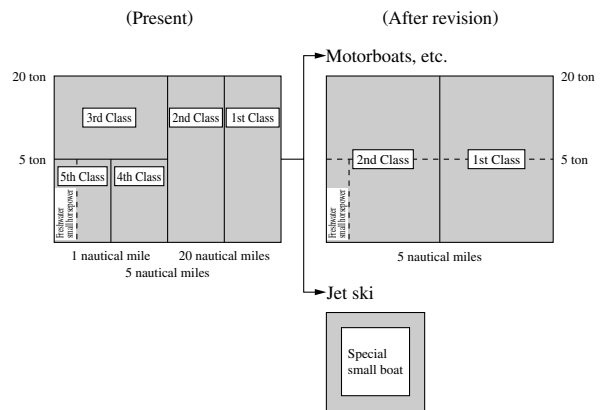 (Present)
(After revision)
Motorboats, etc.
20 ton
20 ton
3rd Class
2nd Class
1st Class
5 ton
2nd Class
1st Class
5 ton
5th Class
4th Class
Freshwater
small horsepower
Freshwater
small horsepower
1 nautical mile
20 nautical miles
5 nautical miles
5 nautical miles
Jet ski
Special
small boat